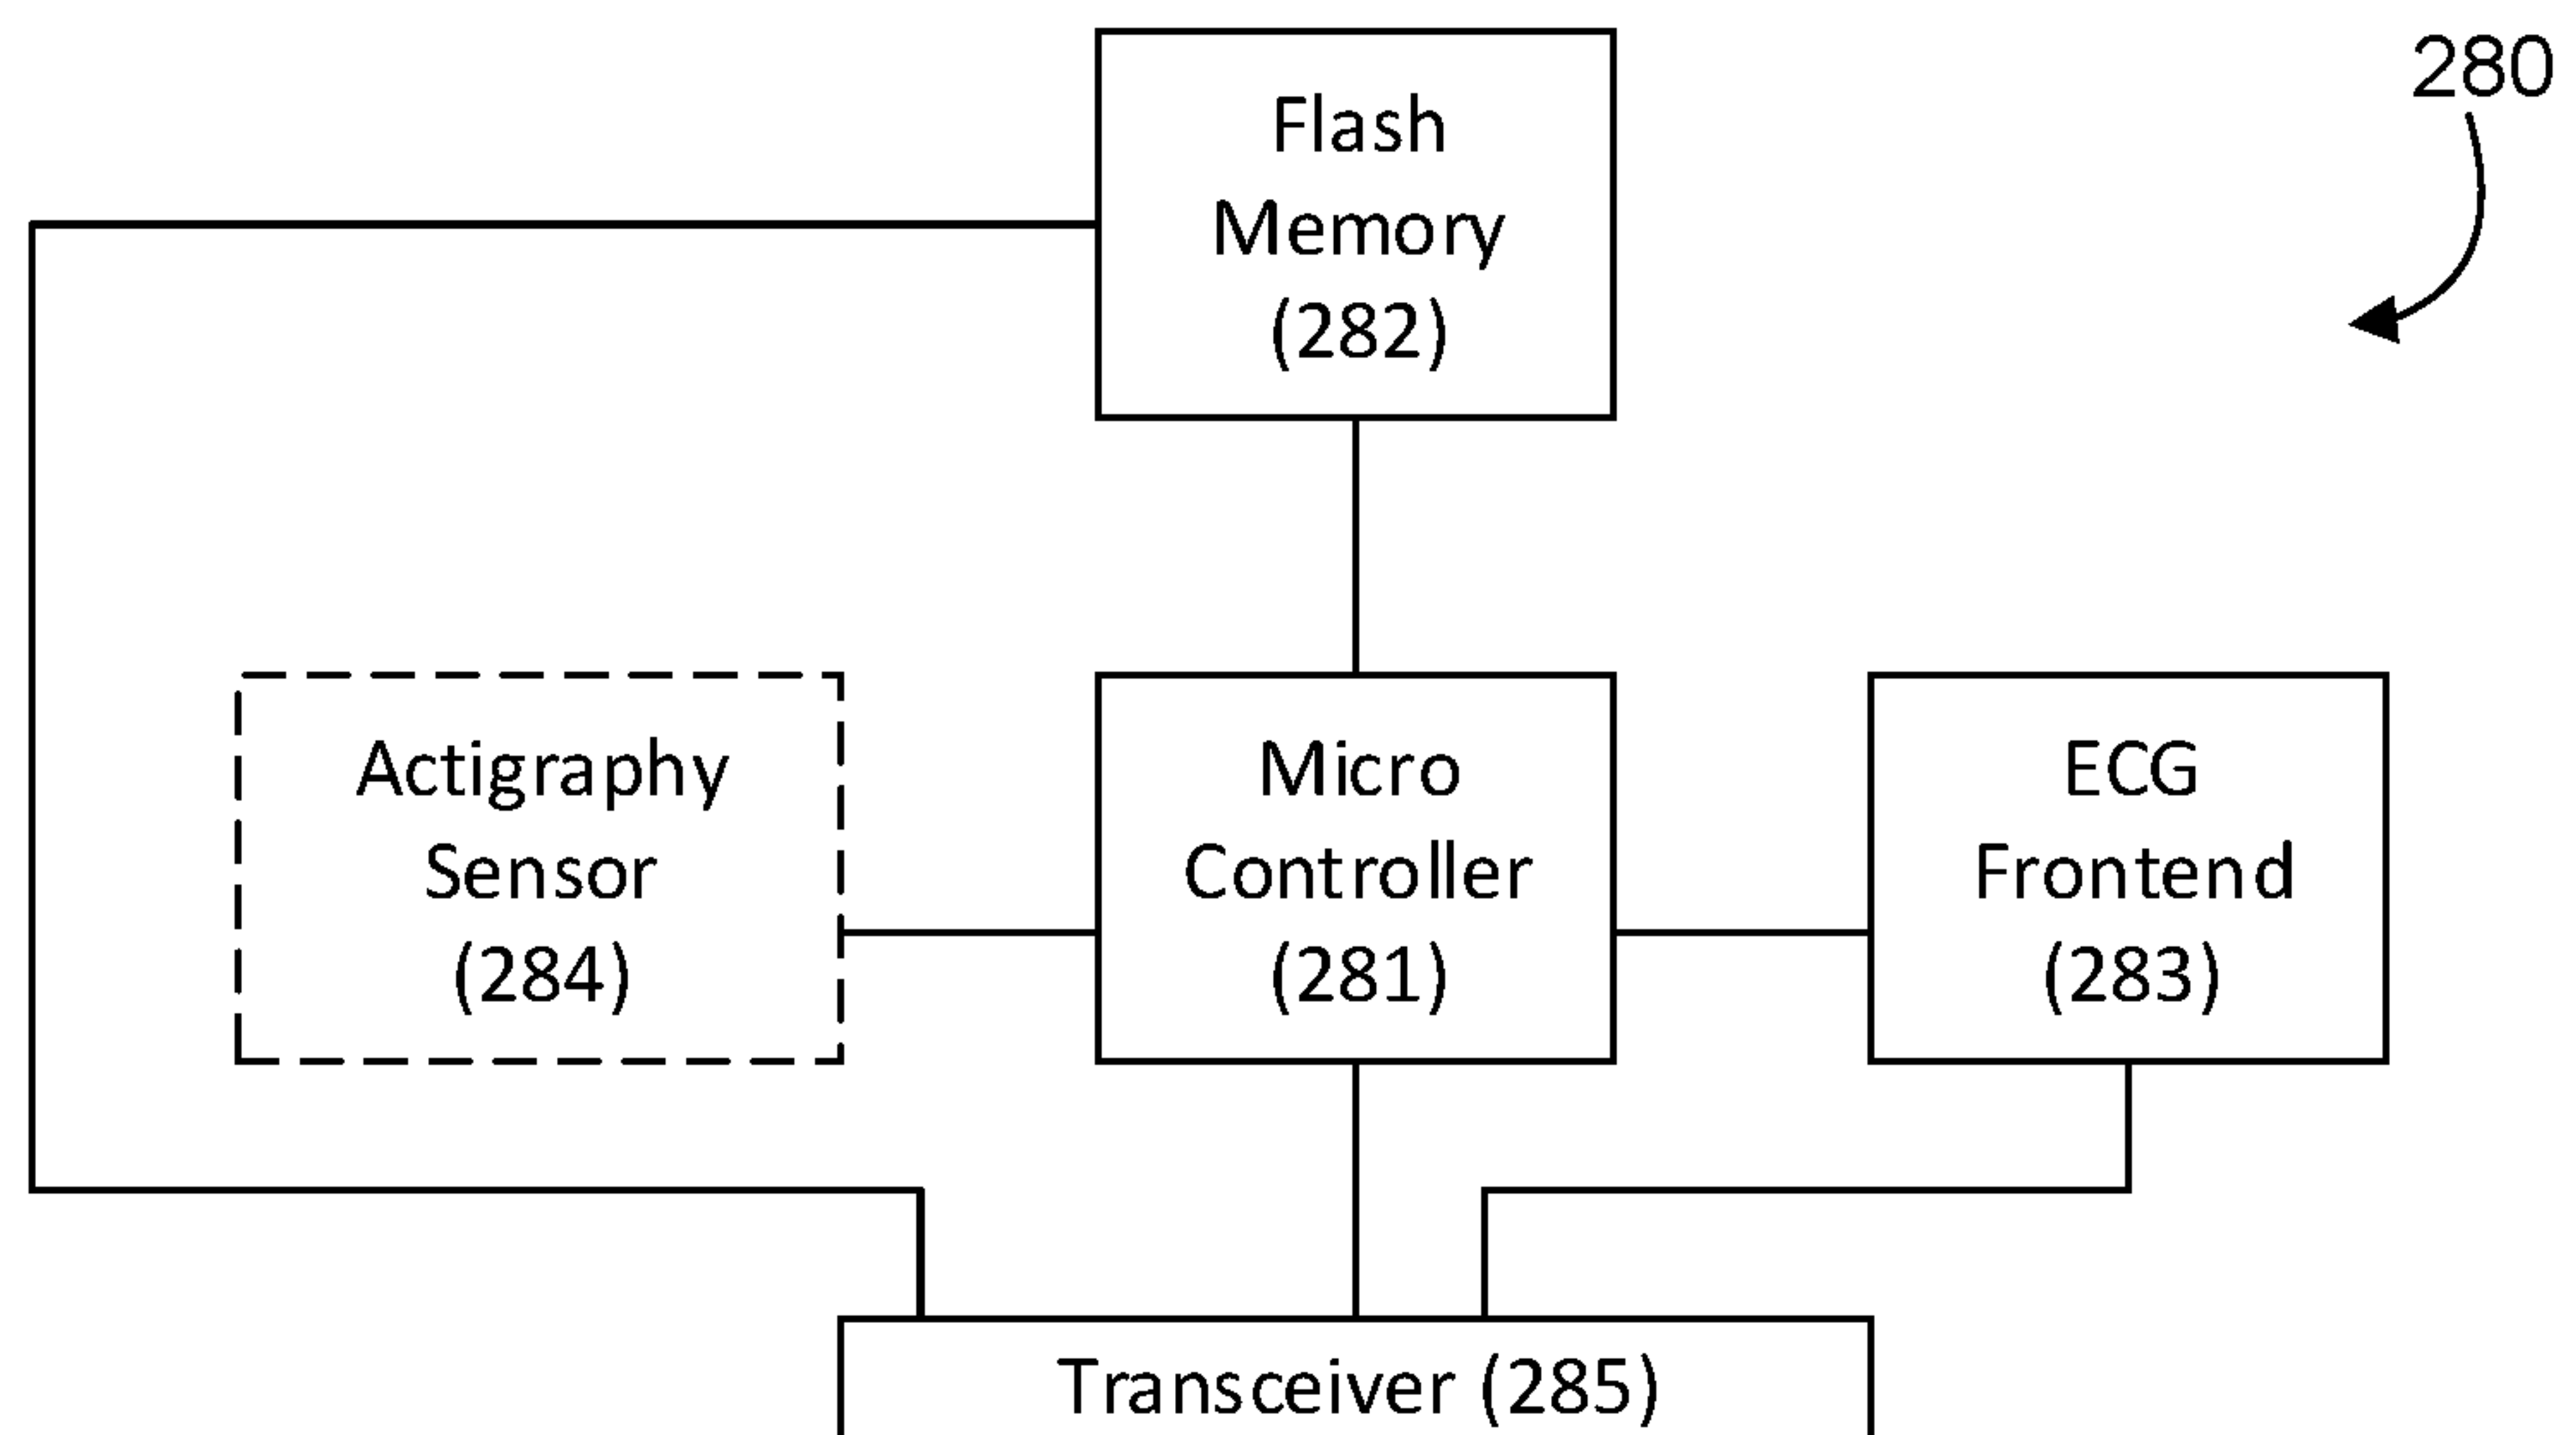 280
Flash
Memory
(282)
Actigraphy
Sensor
(284)
Micro
Controller
(281)
ECG
Frontend
(283)
Transceiver (285)